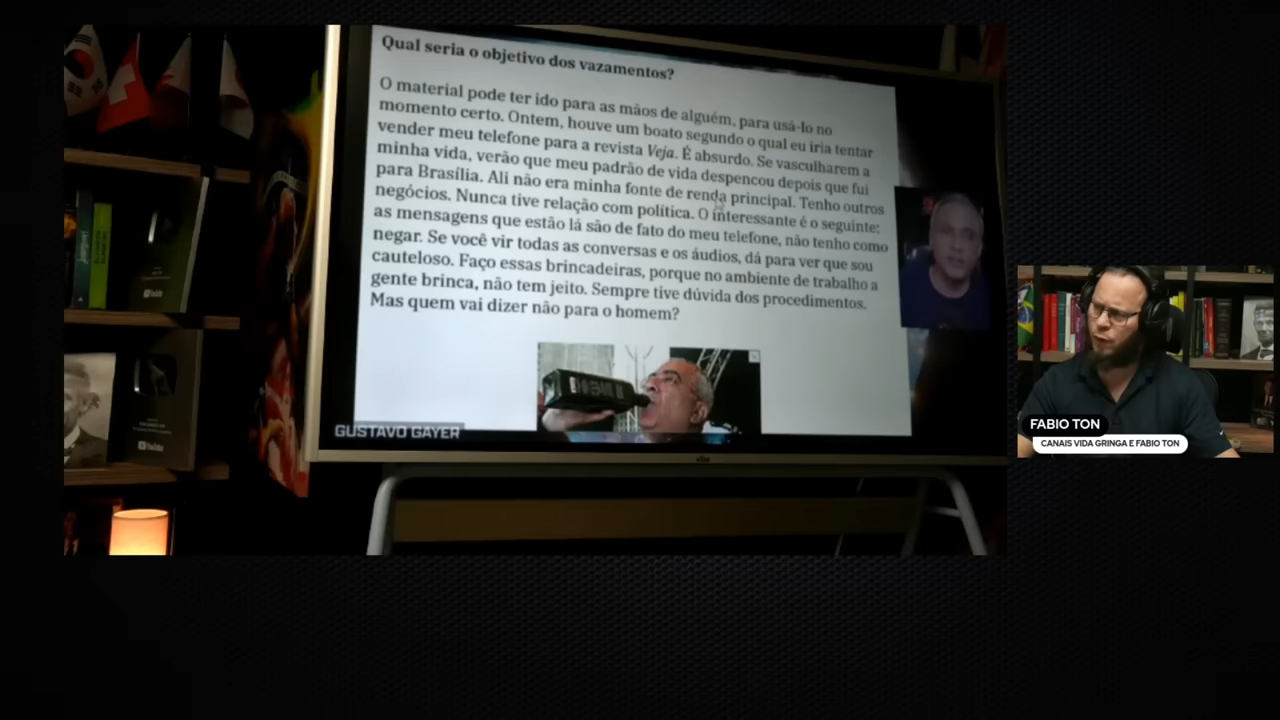 Qual seria o objetivo dos vazamentos?
O material pode ter ido para as mãos de alguém, para usá-lo no
momento certo. Ontem, houve um boato segundo o qual eu iria tentar
vender meu telefone para a revista Veja. É absurdo. Se vasculharem a
minha vida, verão que meu padrão de vida despencou depois que fui
para Brasília. Ali não era minha fonte de renda principal. Tenho outros
negócios. Nunca tive relação com política. O interessante é o seguinte:
as mensagens que estão lá são de fato do meu telefone, não tenho como
negar. Se você vir todas as conversas e os áudios, dá para ver que sou
cauteloso. Faço essas brincadeiras, porque no ambiente de trabalho a
gente brinca, não tem jeito. Sempre tive dúvida dos procedimentos.
Mas quem vai dizer não para o homem?
GUSTAVO GAYER
FABIO TON
CANAIS VIDA GRINGA E FABIO TON